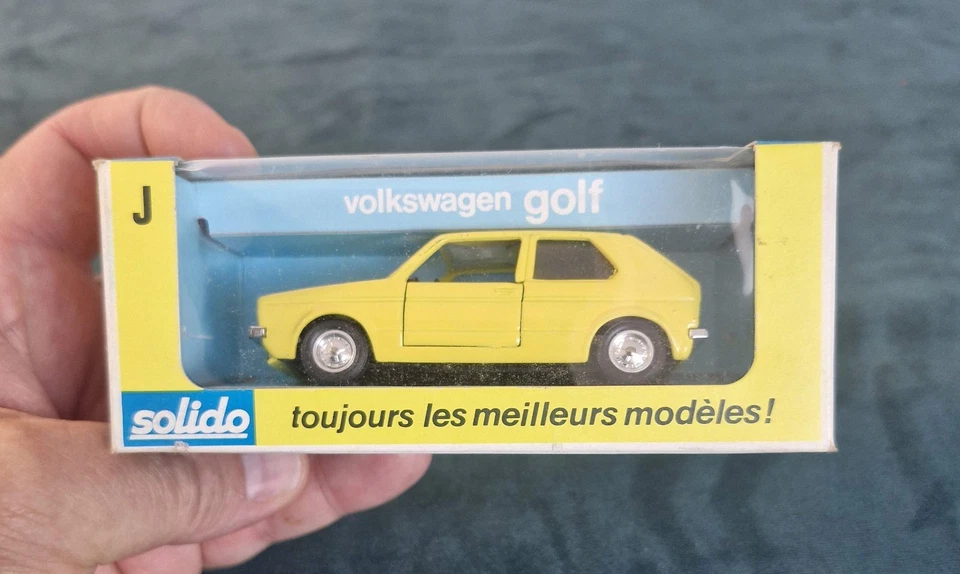 J
volkswagen golf
solido
toujours les meilleurs modèles!